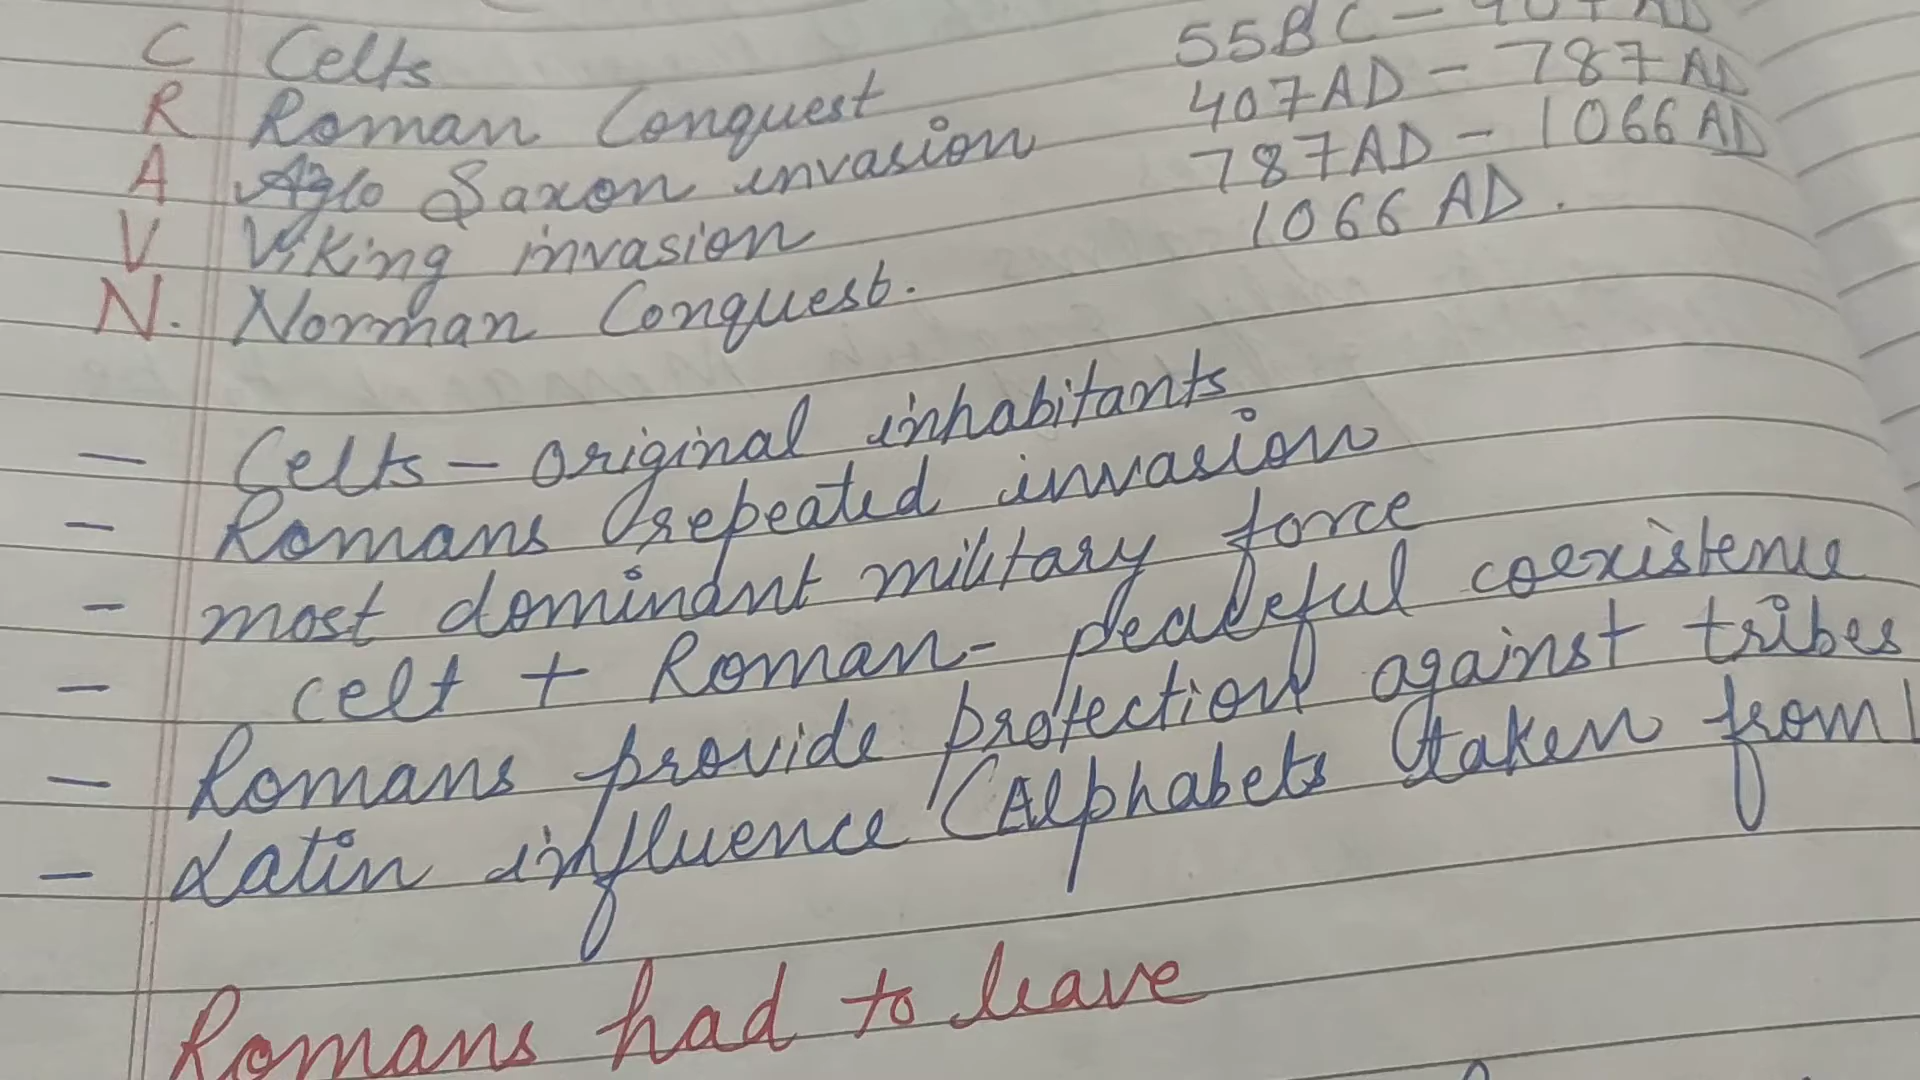 C Celts 55BC - 407 AD
R Roman Conquest 407AD - 787 AD
A Aglo Saxon invasion 787AD - 1066 AD
V Viking invasion 1066 AD.
N. Norman Conquest.
- Celts - original inhabitants
- Romans (repeated invasion
- most dominant military force
- celt + Roman - peaceful coexistence
- Romans provide protection against tribes
- Latin influence (Alphabets (taken from
Romans had to leave